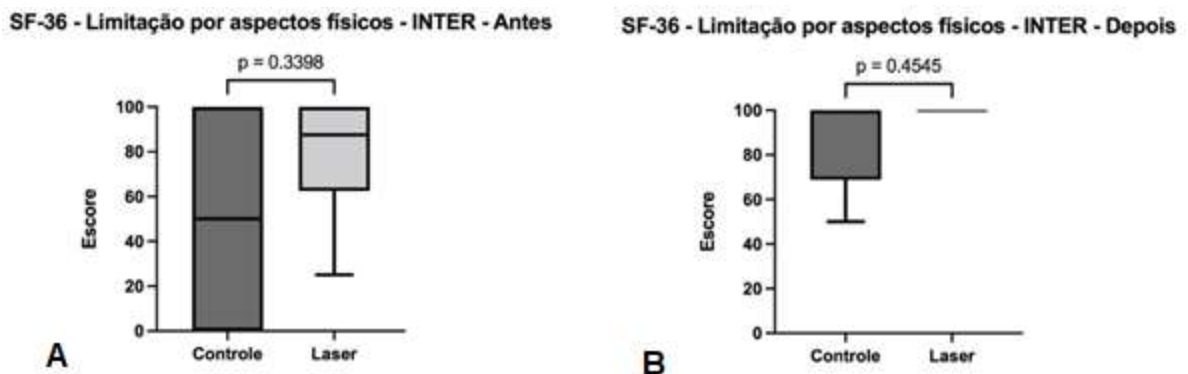 SF-36 - Limitação por aspectos físicos - INTER - Antes
p = 0.3398
100
80
60
40
20
0
Escore
Controle
Laser
A
SF-36 - Limitação por aspectos físicos - INTER - Depois
p = 0.4545
100
80
60
40
20
0
Escore
Controle
Laser
B